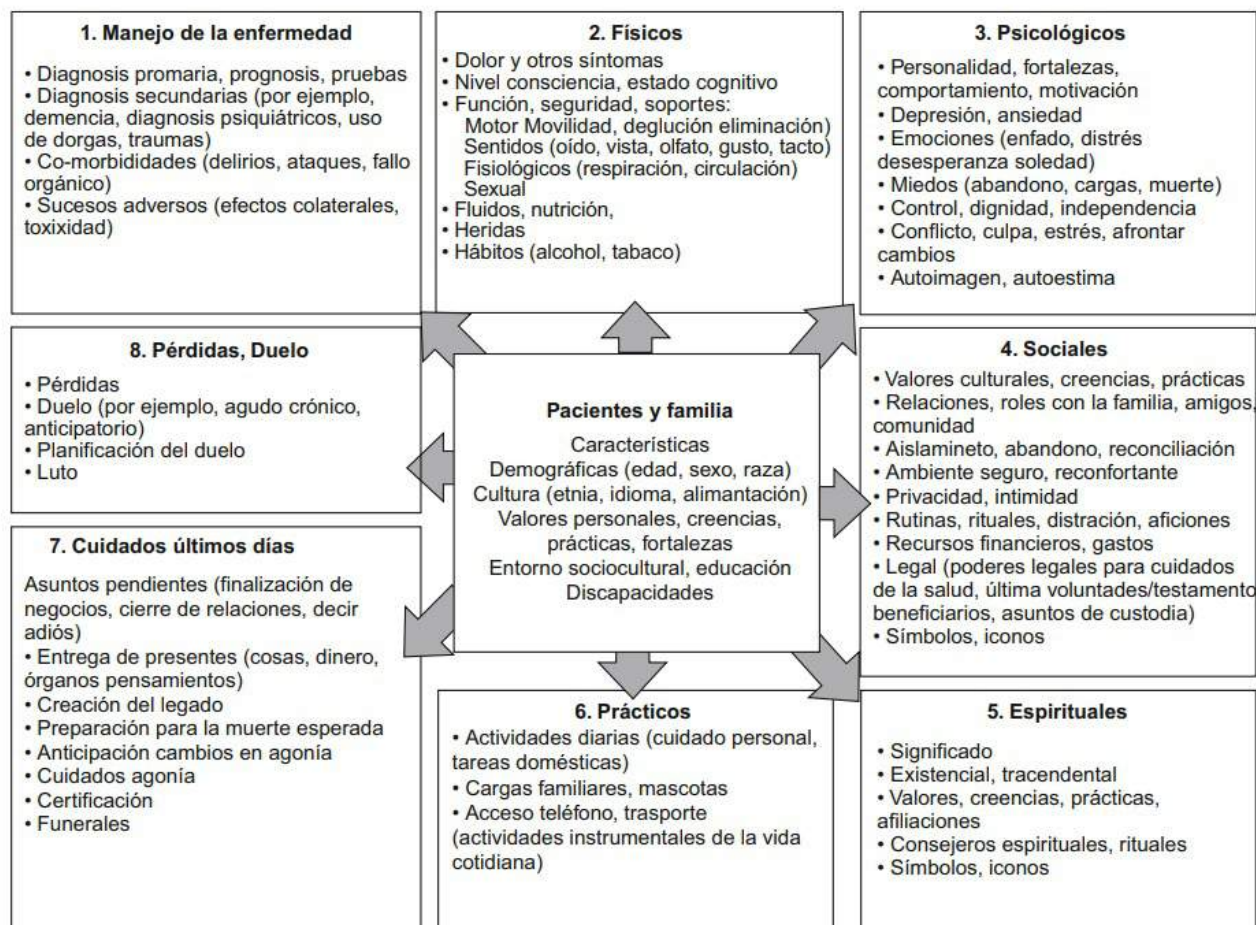 1. Manejo de la enfermedad
• Diagnosis promaria, prognosis, pruebas
• Diagnosis secundarias (por ejemplo,
demencia, diagnosis psiquiátricos, uso
de dorgas, traumas)
• Co-morbidades (delirios, ataques, fallo
orgánico)
• Sucesos adversos (efectos colaterales,
toxixidad)
2. Físicos
• Dolor y otros síntomas
• Nivel consciencia, estado cognitivo
• Función, seguridad, soportes:
Motor Movilidad, deglución eliminación)
Sentidos (oído, vista, olfato, gusto, tacto)
Fisiológicos (respiración, circulación)
Sexual
• Fluidos, nutrición,
• Heridas
• Hábitos (alcohol, tabaco)
3. Psicológicos
• Personalidad, fortalezas,
comportamiento, motivación
• Depresión, ansiedad
• Emociones (enfado, distrés
desesperanza soledad)
• Miedos (abandono, cargas, muerte)
• Control, dignidad, independencia
• Conflicto, culpa, estrés, afrontar
cambios
• Autoimagen, autoestima
8. Pérdidas, Duelo
• Pérdidas
• Duelo (por ejemplo, agudo crónico,
anticipatorio)
• Planificación del duelo
• Luto
Pacientes y familia
Características
Demográficas (edad, sexo, raza)
Cultura (etnia, idioma, alimantación)
Valores personales, creencias,
prácticas, fortalezas
Entorno sociocultural, educación
Discapacidades
4. Sociales
• Valores culturales, creencias, prácticas
• Relaciones, roles con la familia, amigos,
comunidad
• Aislamineto, abandono, reconciliación
• Ambiente seguro, reconfortante
• Privacidad, intimidad
• Rutinas, rituales, distración, aficiones
• Recursos financieros, gastos
• Legal (poderes legales para cuidados
de la salud, última voluntades/testamento
beneficiarios, asuntos de custodia)
• Símbolos, iconos
7. Cuidados últimos días
Asuntos pendientes (finalización de
negocios, cierre de relaciones, decir
adiós)
• Entrega de presentes (cosas, dinero,
órganos pensamientos)
• Creación del legado
• Preparación para la muerte esperada
• Anticipación cambios en agonía
• Cuidados agonía
• Certificación
• Funerales
6. Prácticos
• Actividades diarias (cuidado personal,
tareas domésticas)
• Cargas familiares, mascotas
• Acceso teléfono, trasporte
(actividades instrumentales de la vida
cotidiana)
5. Espirituales
• Significado
• Existencial, tracendental
• Valores, creencias, prácticas,
afiliaciones
• Consejeros espirituales, rituales
• Símbolos, iconos